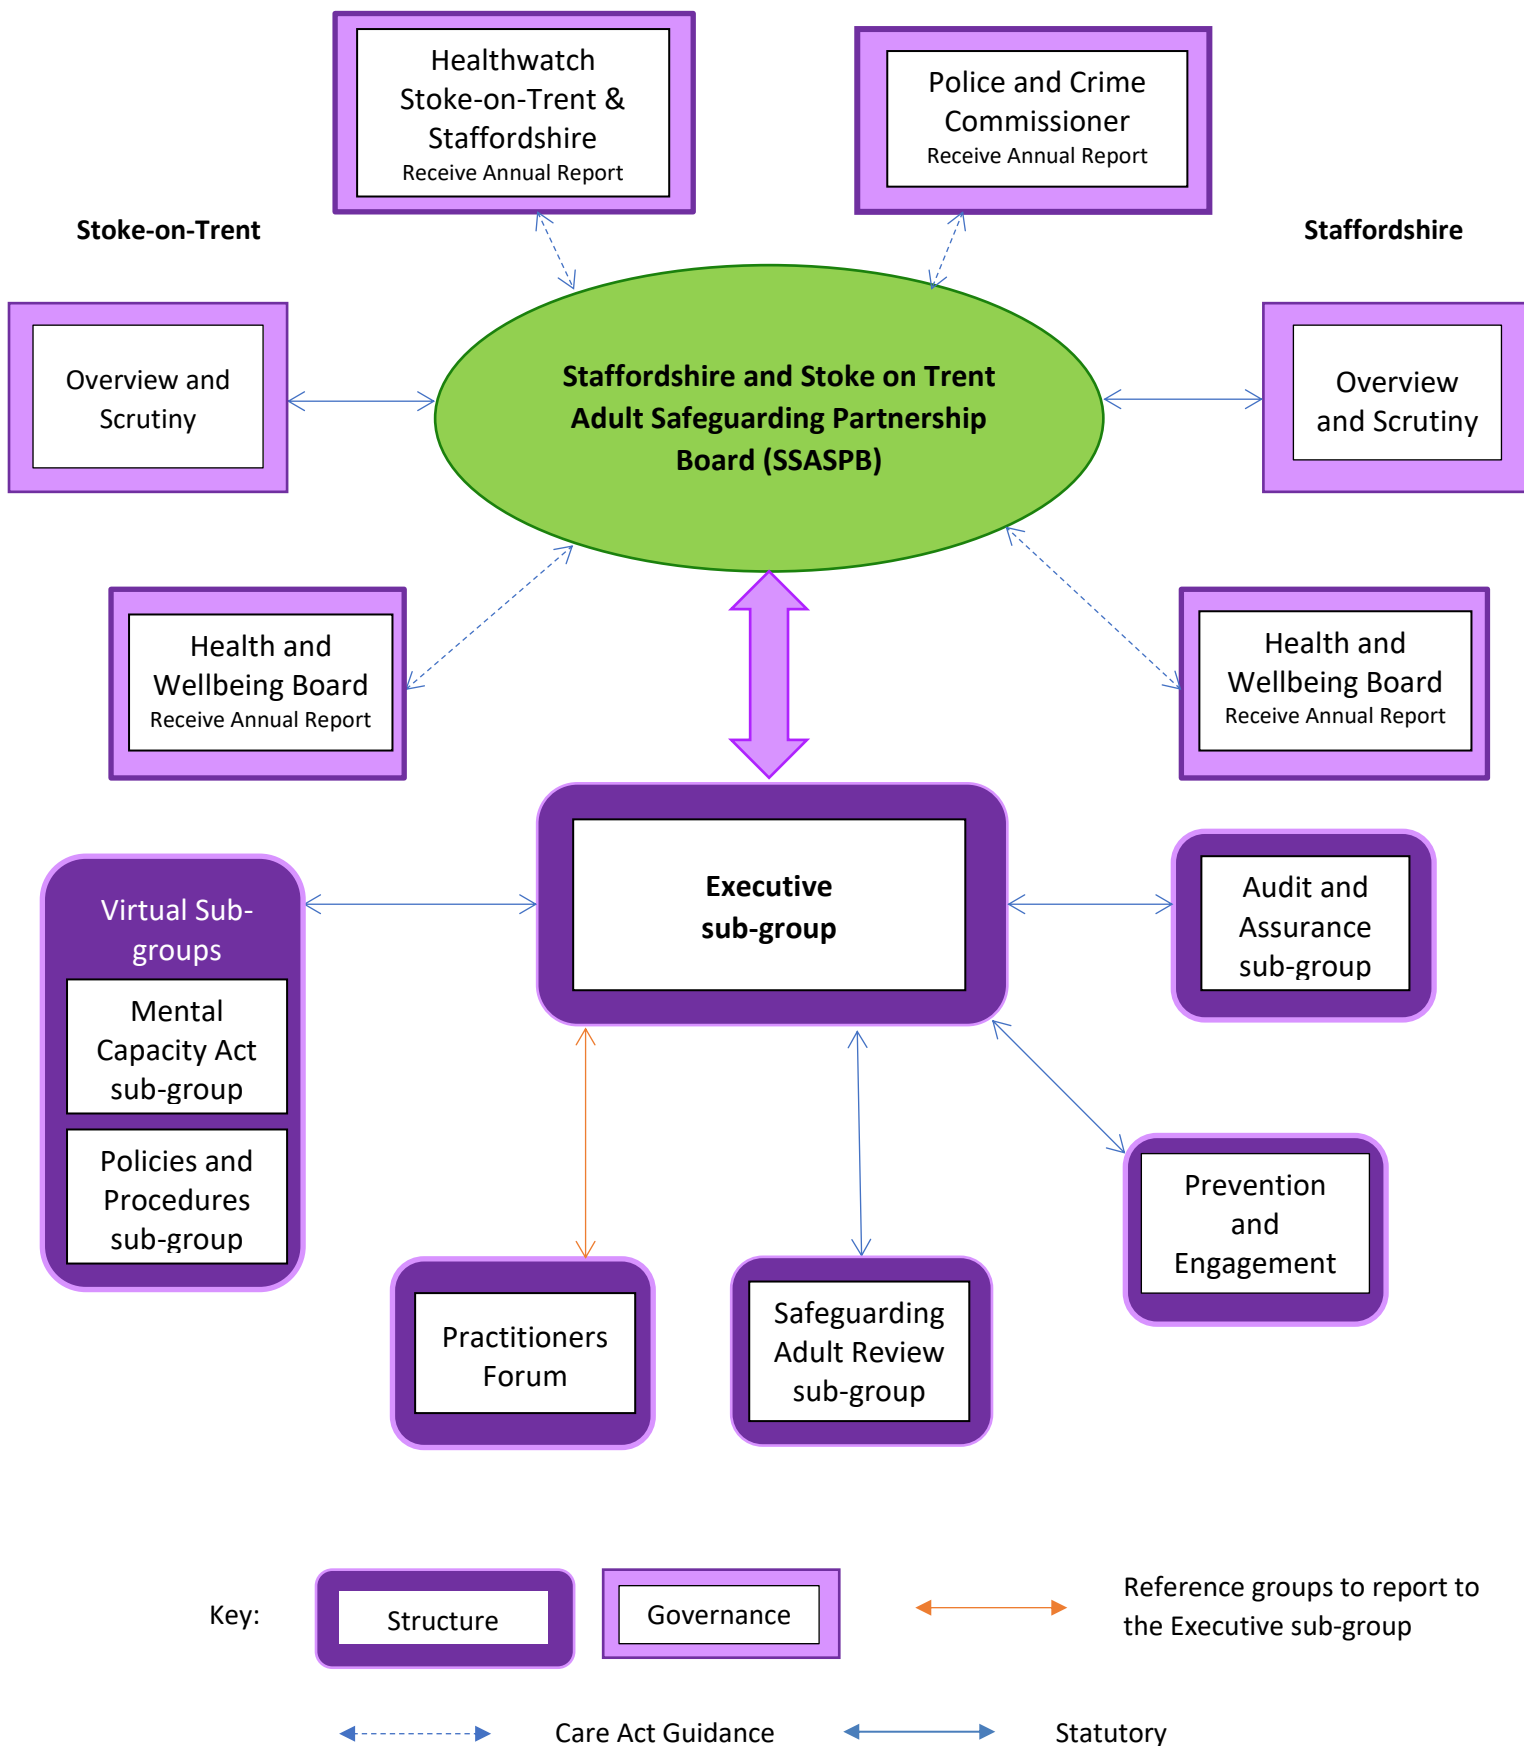 Healthwatch
Stoke-on-Trent &
Staffordshire
Receive Annual Report
Police and Crime
Commissioner
Receive Annual Report
Stoke-on-Trent
Staffordshire
Overview and
Scrutiny
Staffordshire and Stoke on Trent
Adult Safeguarding Partnership
Board (SSASPB)
Overview
and Scrutiny
Health and
Wellbeing Board
Receive Annual Report
Health and
Wellbeing Board
Receive Annual Report
Executive
sub-group
Virtual Sub-
groups
Mental
Capacity Act
sub-group
Policies and
Procedures
sub-group
Audit and
Assurance
sub-group
Prevention
and
Engagement
Practitioners
Forum
Safeguarding
Adult Review
sub-group
Key:
Structure
Governance
Reference groups to report to
the Executive sub-group
Care Act Guidance
Statutory